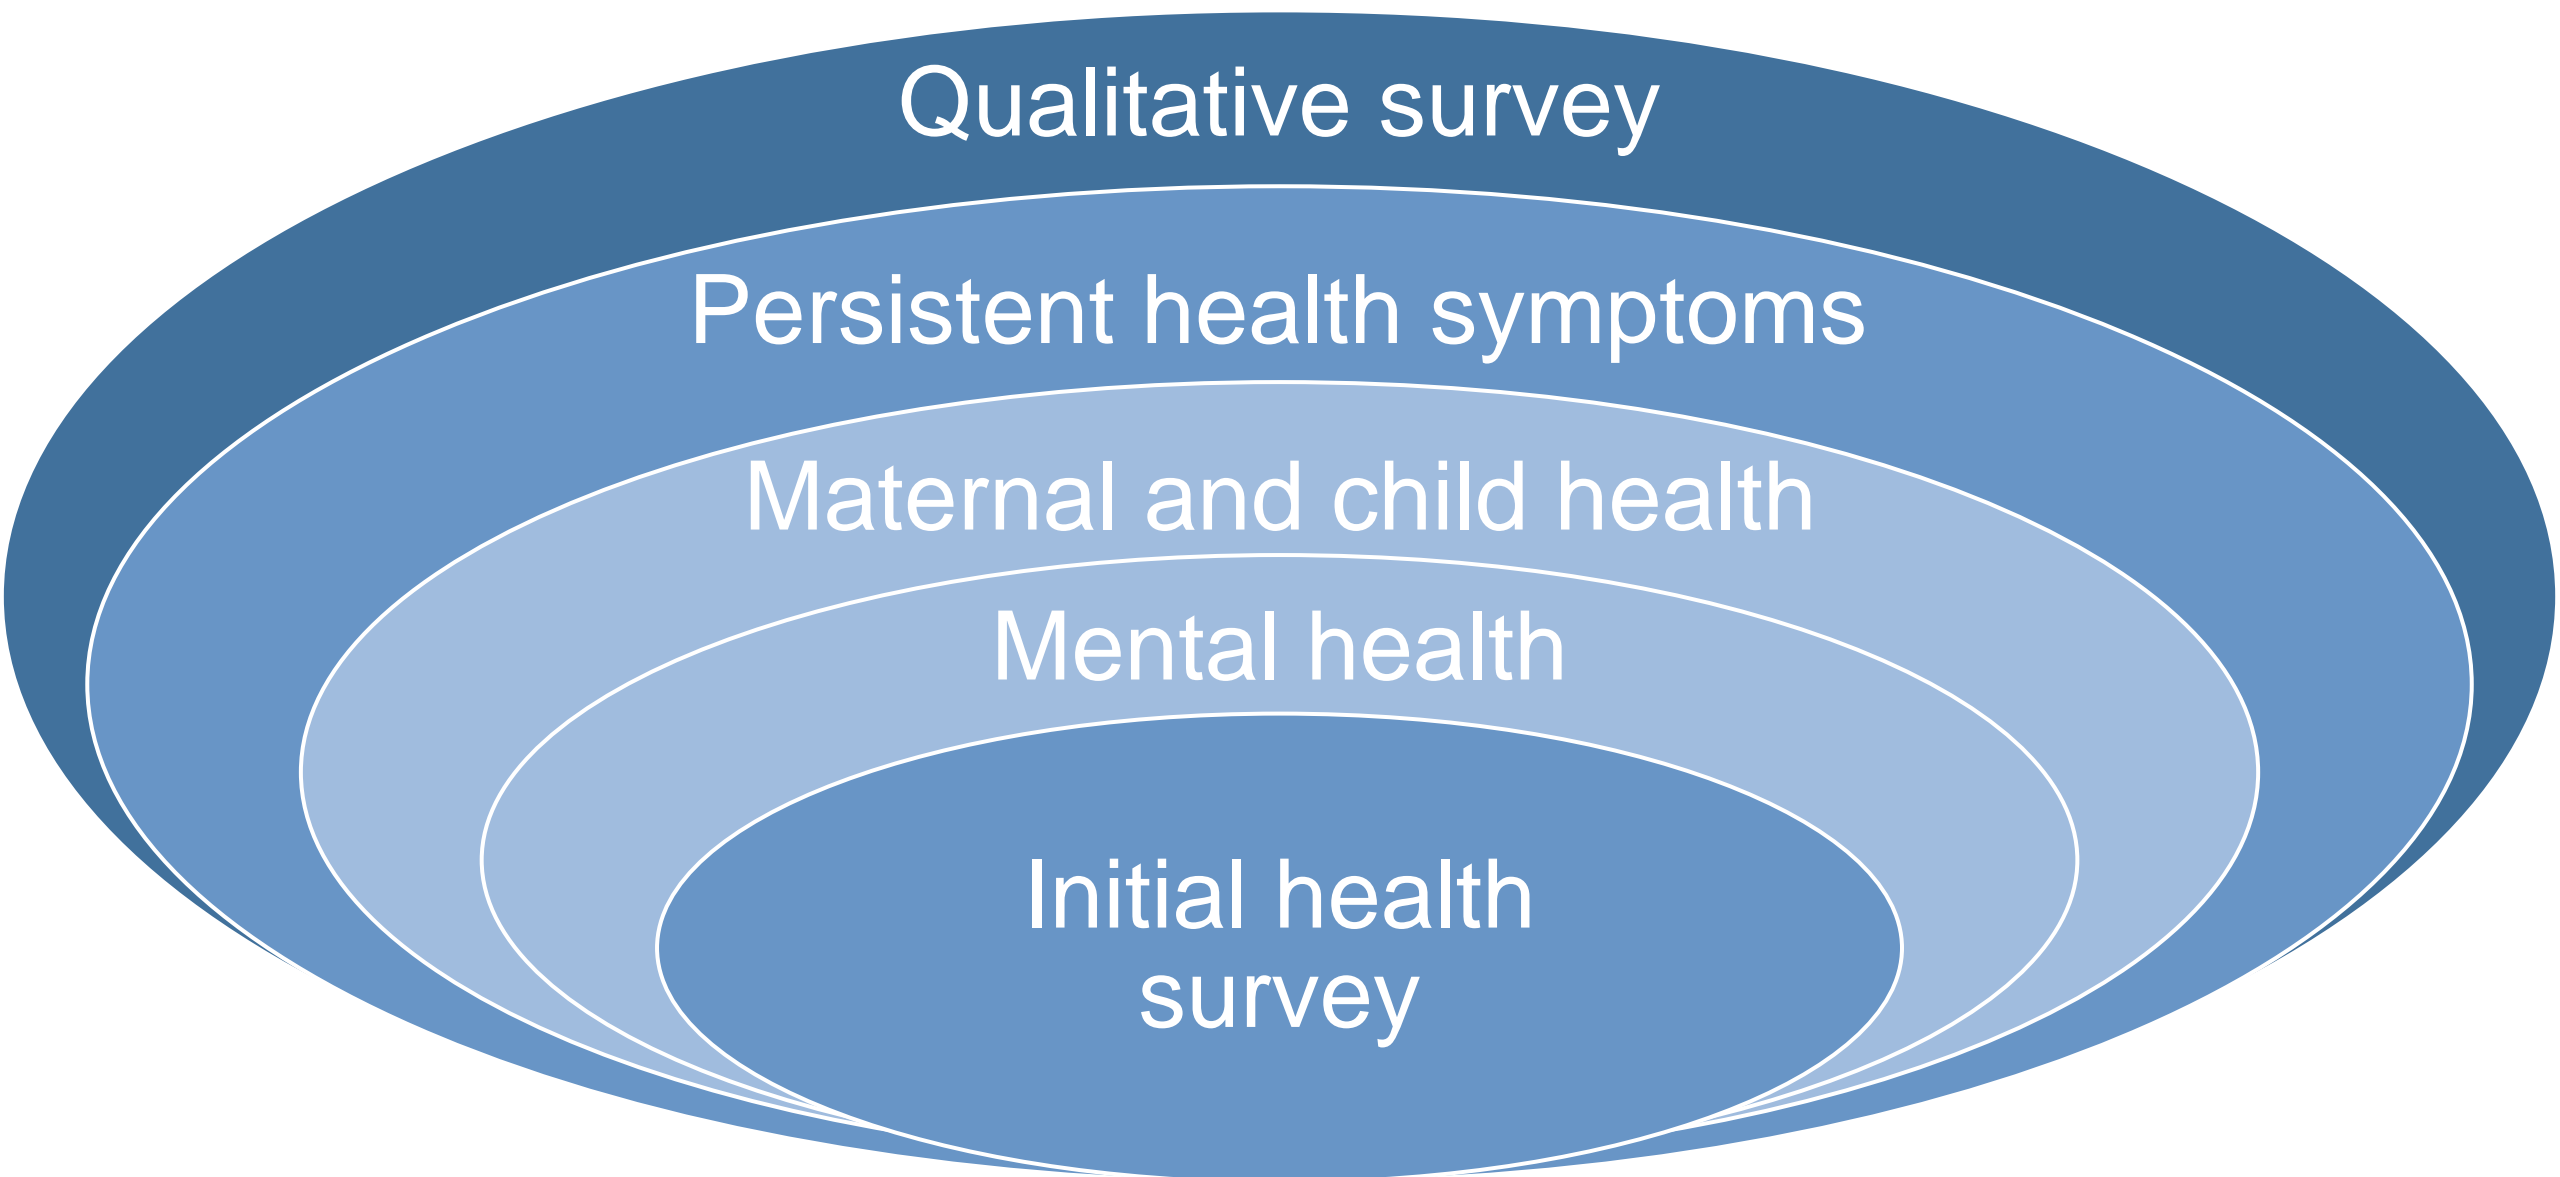 Qualitative survey
Persistent health symptoms
Maternal and child health
Mental health
Initial health
survey